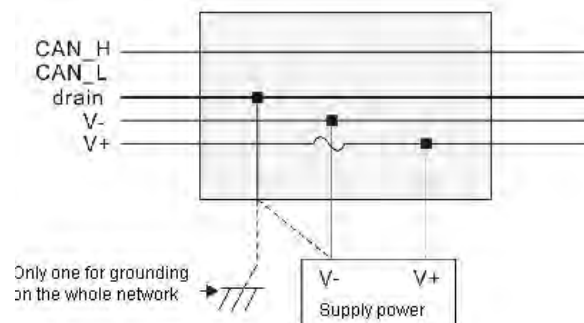 CAN_H
CAN_L
drain
V-
V+
V- V+
Supply power
Only one for grounding
on the whole network